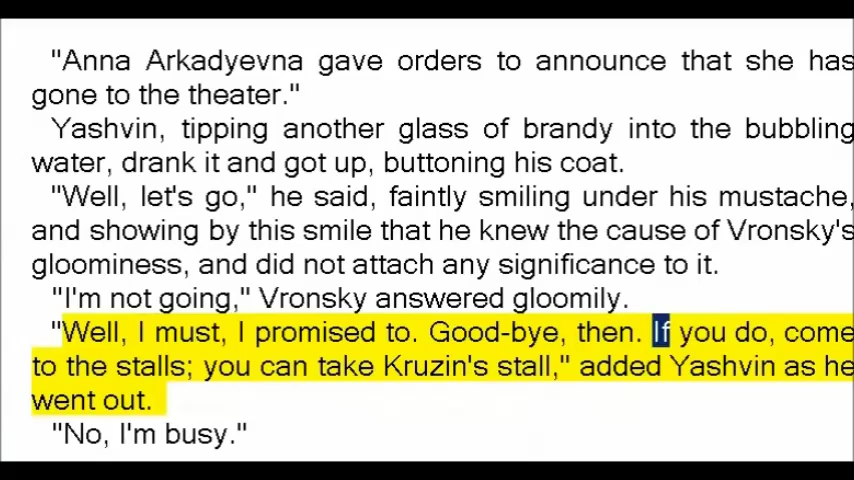 "Anna Arkadyevna gave orders to announce that she has
gone to the theater."
Yashvin, tipping another glass of brandy into the bubbling
water, drank it and got up, buttoning his coat.
"Well, let's go," he said, faintly smiling under his mustache,
and showing by this smile that he knew the cause of Vronsky's
gloominess, and did not attach any significance to it.
"I'm not going," Vronsky answered gloomily.
"Well, I must, I promised to. Good-bye, then. If you do, come
to the stalls; you can take Kruzin's stall," added Yashvin as he
went out.
"No, I'm busy."